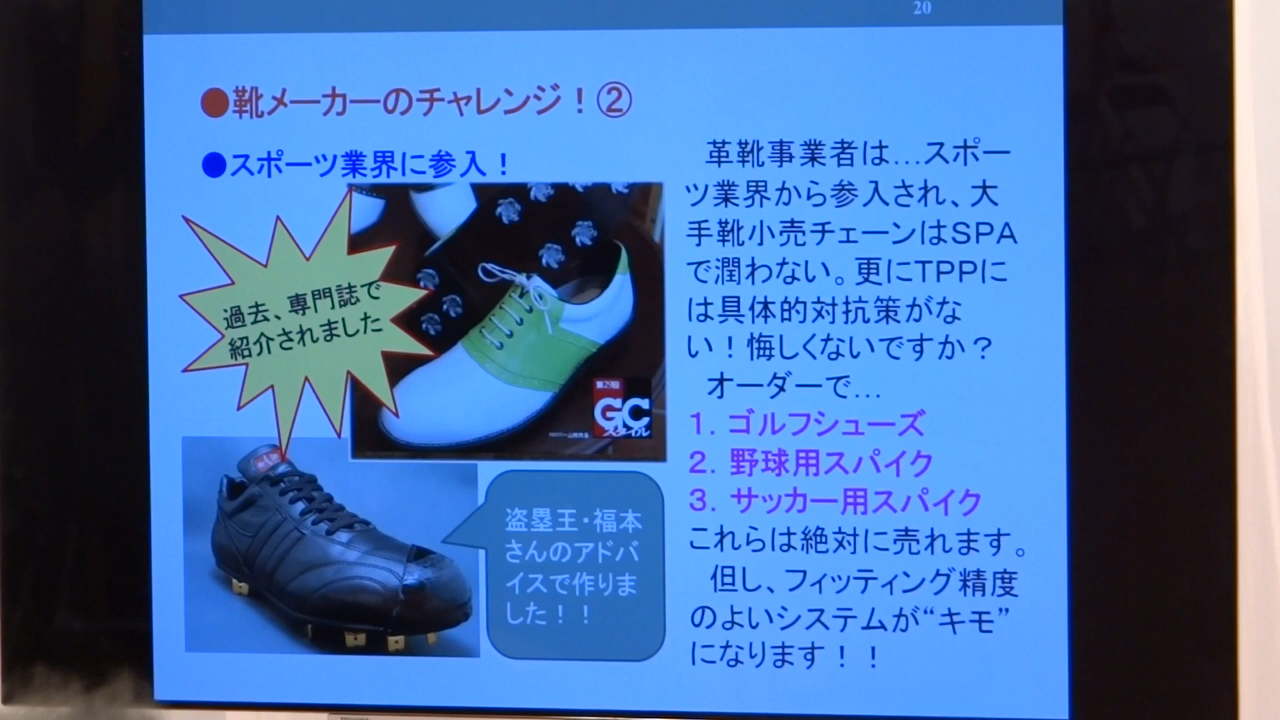 20
●靴メーカーのチャレンジ！②
●スポーツ業界に参入！
過去、専門誌で
紹介されました
第29回
GC
スタイル
盗塁王・福本
さんのアドバ
イスで作りま
した！！
革靴事業者は…スポー
ツ業界から参入され、大
手靴小売チェーンはSPA
で潤わない。更にTPPに
は具体的対抗策がな
い！悔しくないですか？
オーダーで…
1．ゴルフシューズ
2．野球用スパイク
3．サッカー用スパイク
これらは絶対に売れます。
但し、フィッティング精度
のよいシステムが“キモ”
になります！！